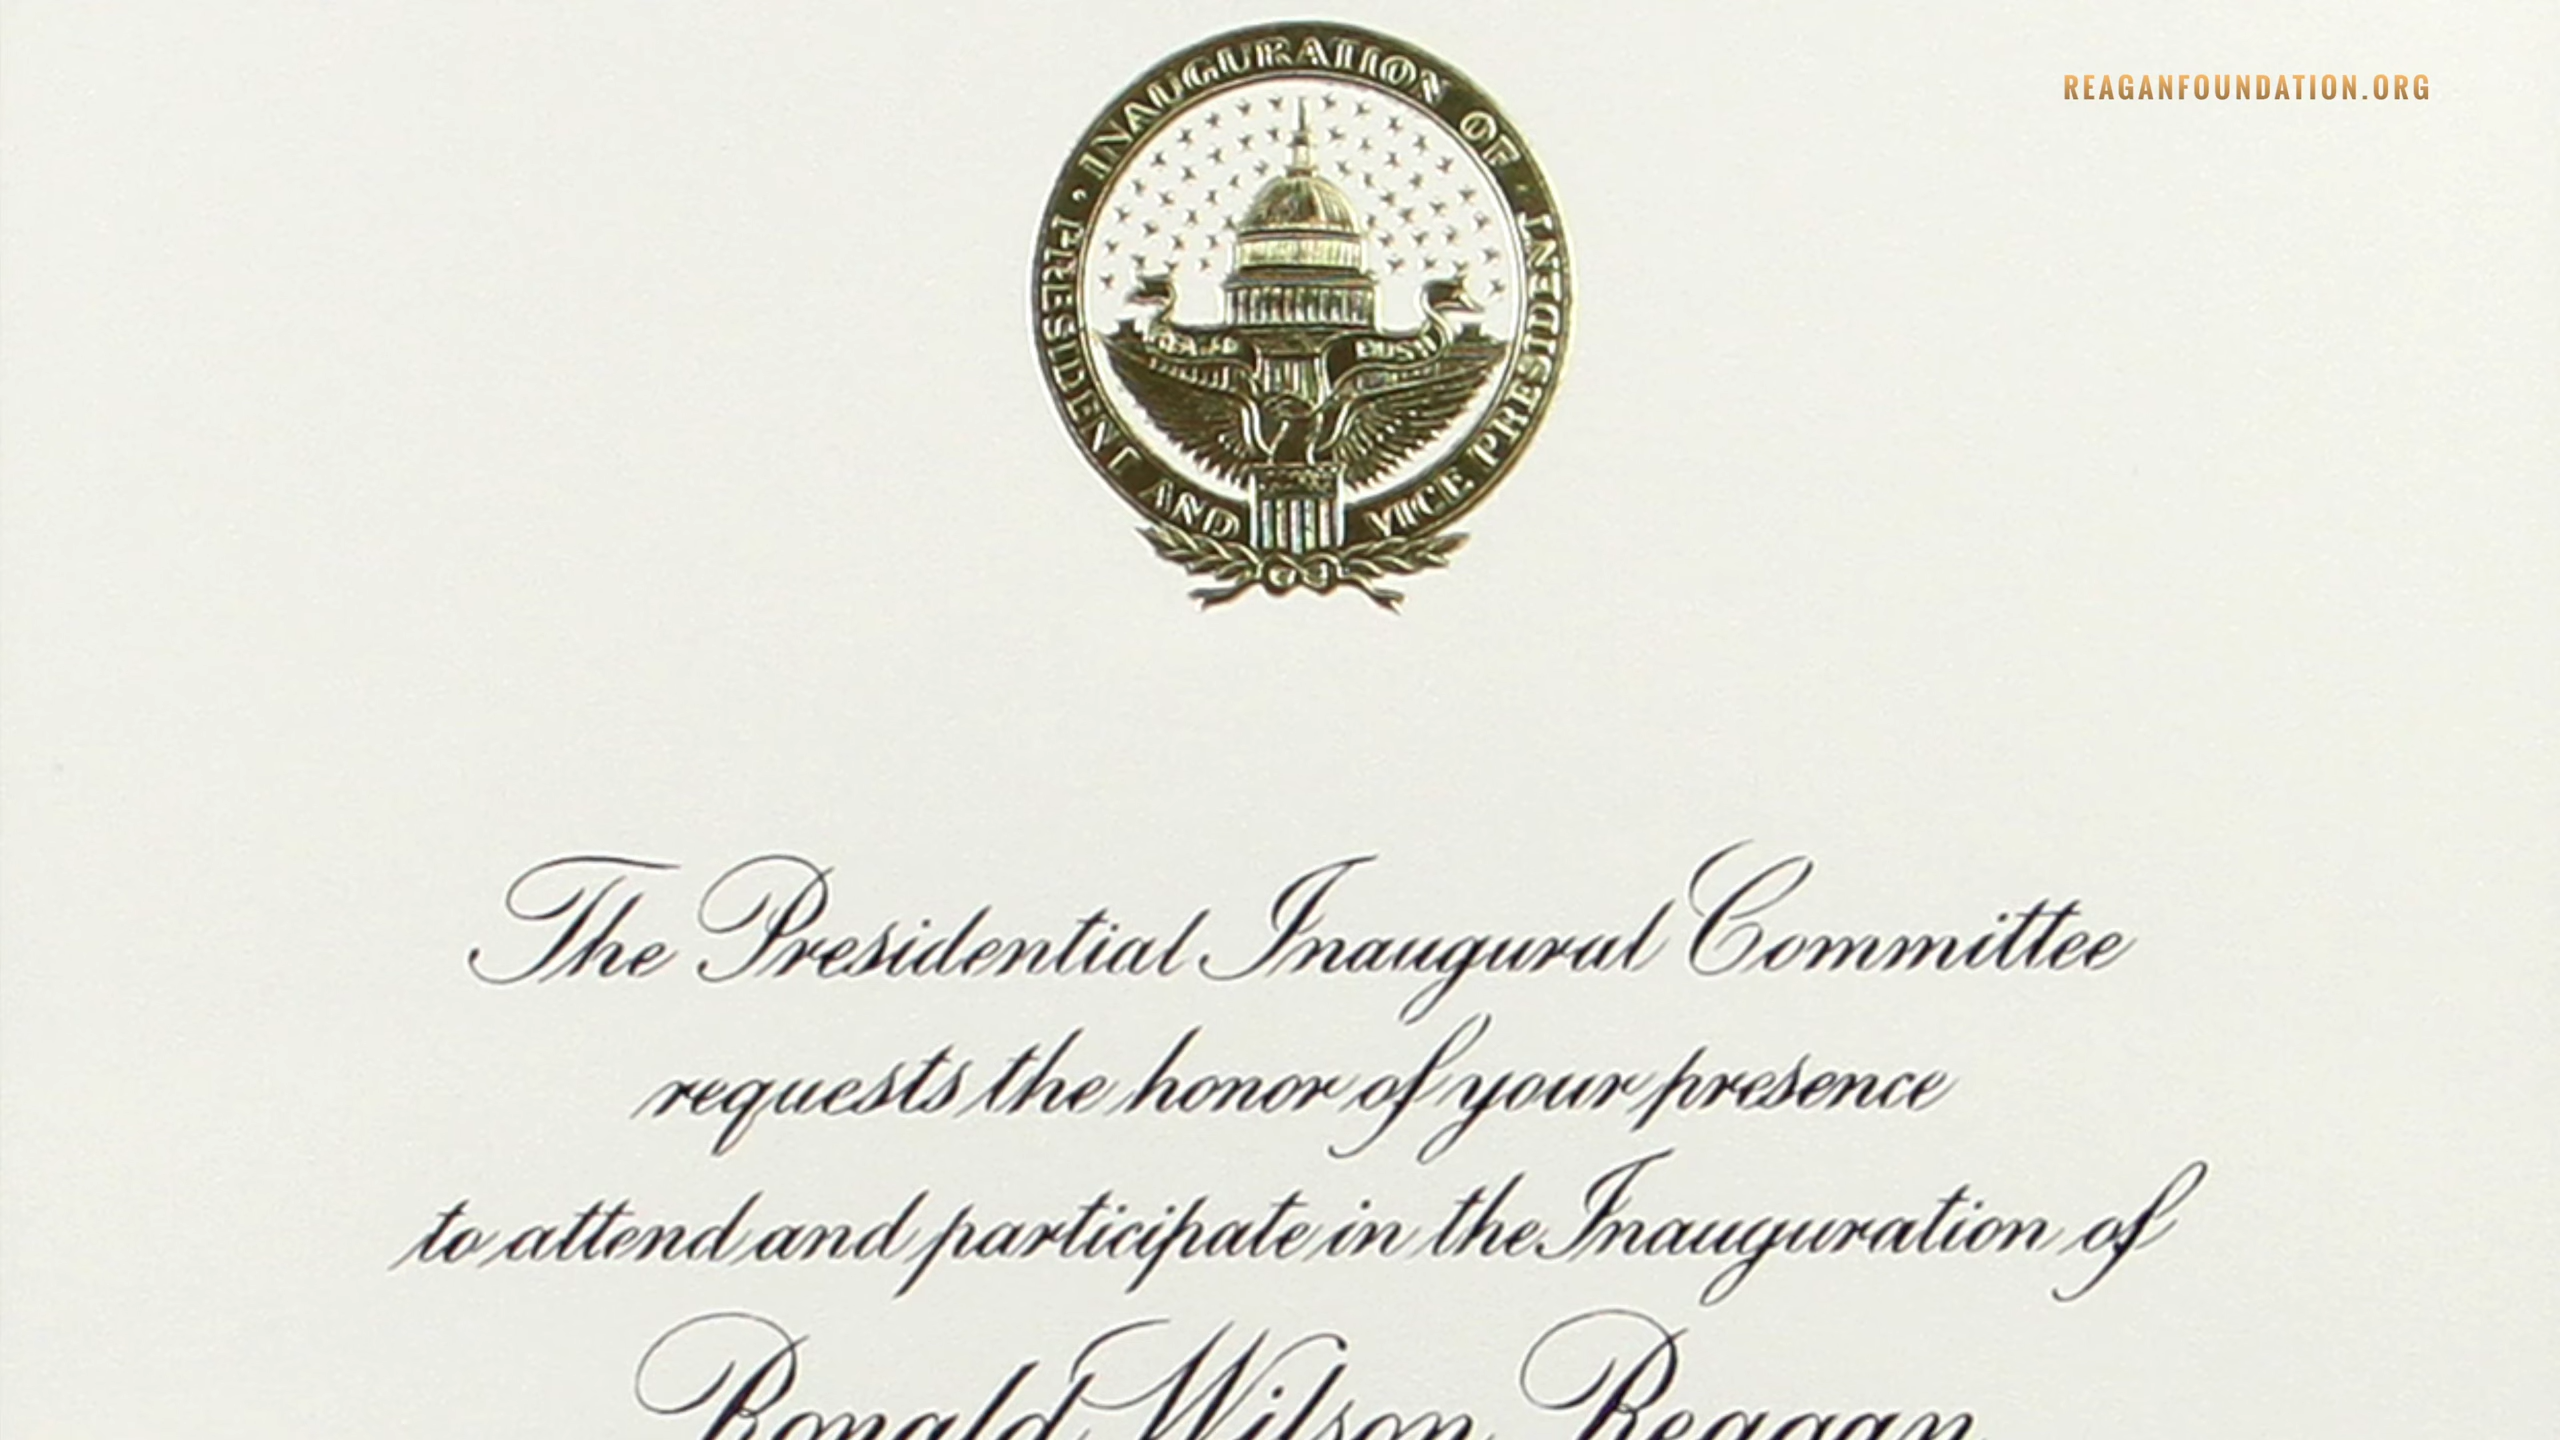 REAGANFOUNDATION.ORG
INAUGURATION OF
PRESIDENT AND VICE PRESIDENT
BUSH
The Presidential Inaugural Committee
requests the honor of your presence
to attend and participate in the Inauguration of
Ronald Wilson Reagan